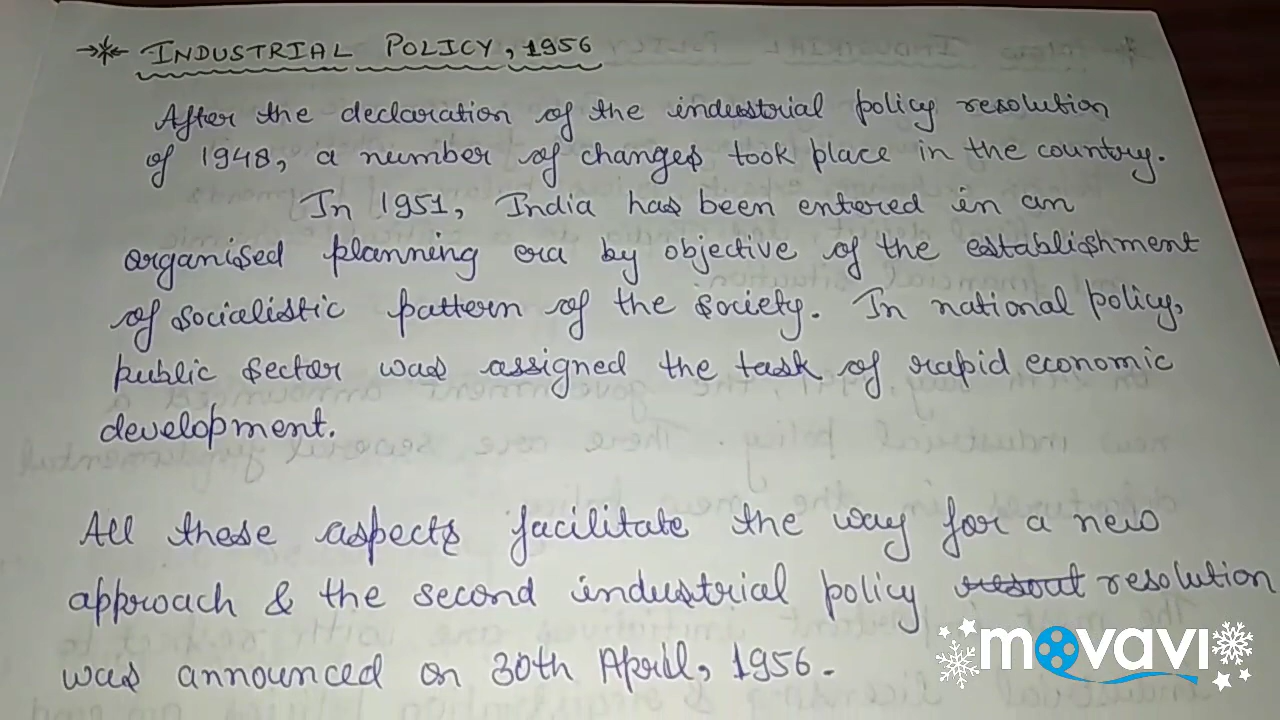 INDUSTRIAL POLICY, 1956
After the declaration of the industrial policy resolution
of 1948, a number of changes took place in the country.
In 1951, India has been entered in an
organised planning era by objective of the establishment
of socialistic pattern of the society. In national policy,
public sector was assigned the task of rapid economic
development.
All these aspects facilitate the way for a new
approach & the second industrial policy resolution
was announced on 30th April, 1956.
movavi